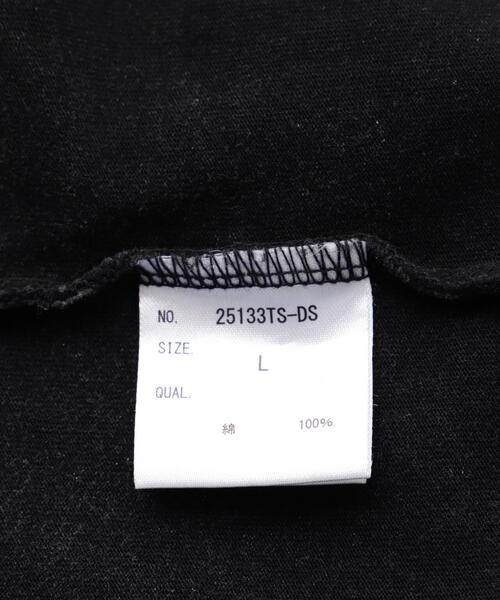 NO. 25133TS-DS
SIZE. L
QUAL.
綿 100%